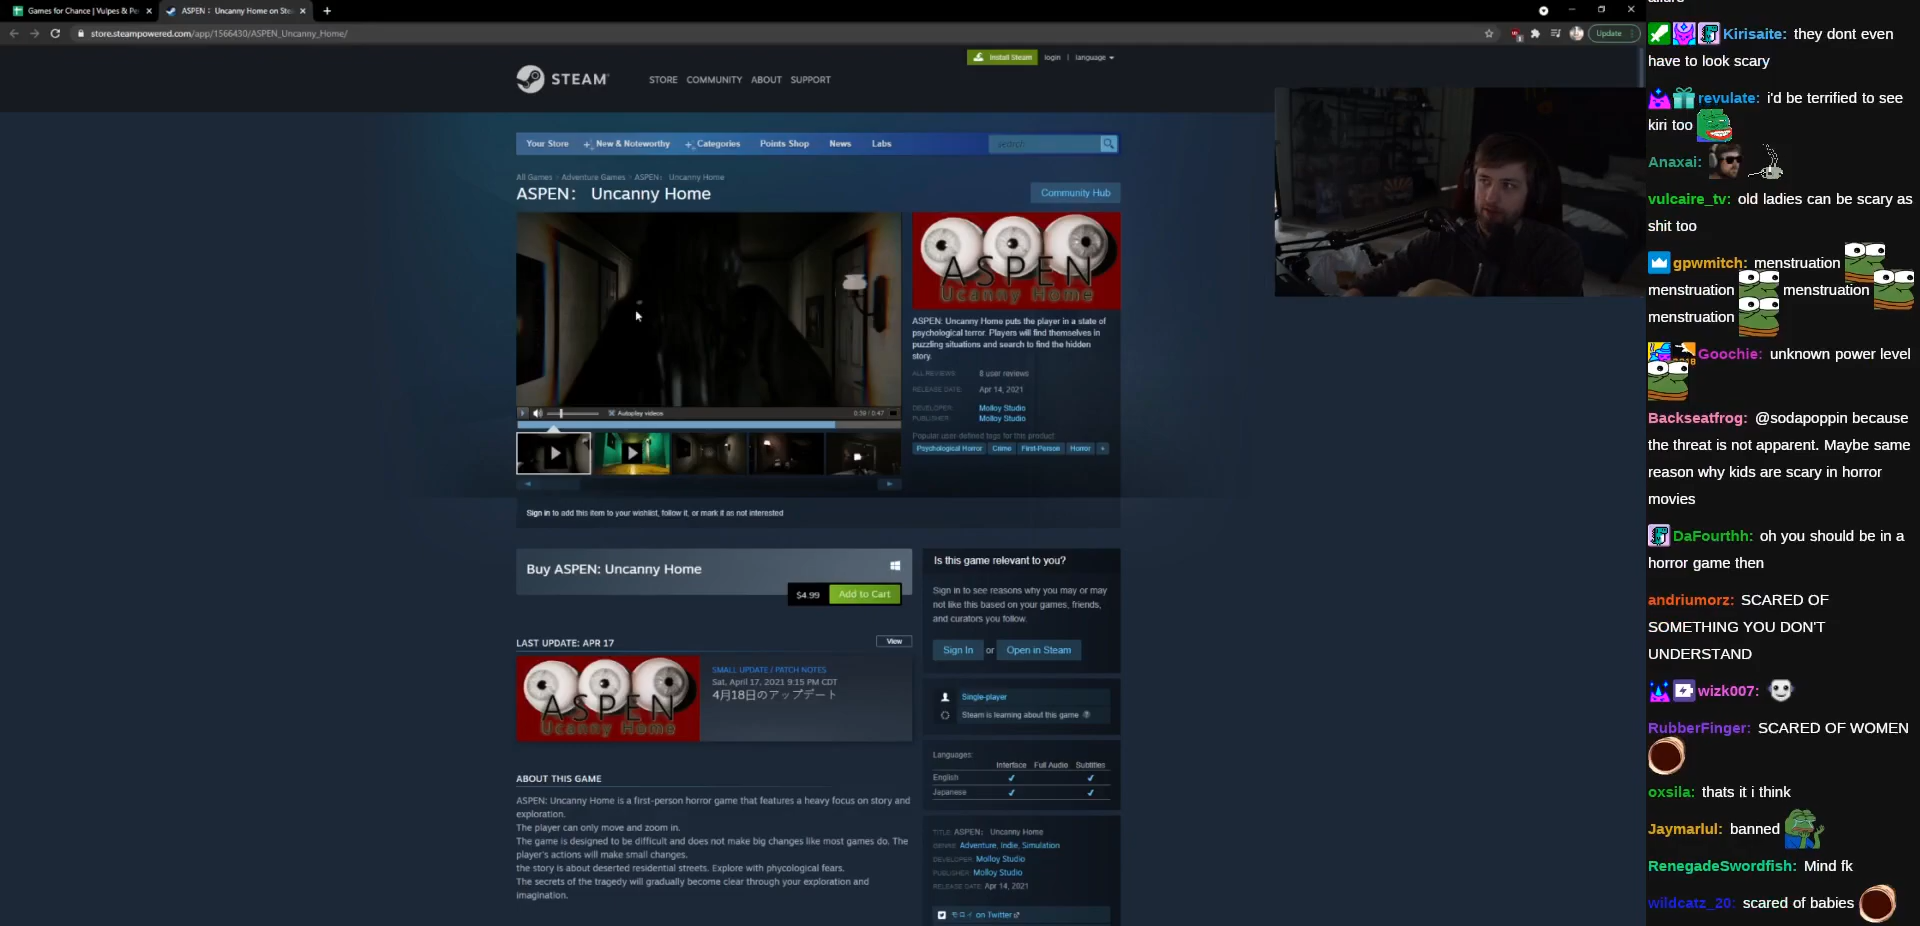 Games for Chance | Vulpes & Pe
ASPEN： Uncanny Home on Ste
store.steampowered.com/app/1566430/ASPEN_Uncanny_Home/
Update
Install Steam
login | language
STEAM
STORE COMMUNITY ABOUT SUPPORT
Your Store New & Noteworthy Categories Points Shop News Labs
search
All Games > Adventure Games > ASPEN： Uncanny Home
ASPEN： Uncanny Home
Community Hub
ASPEN
Ucanny Home
ASPEN: Uncanny Home puts the player in a state of
psychological terror. Players will find themselves in
puzzling situations and search to find the hidden
story.
ALL REVIEWS: 8 user reviews
RELEASE DATE: Apr 14, 2021
DEVELOPER: Molloy Studio
PUBLISHER: Molloy Studio
Popular user-defined tags for this product:
Psychological Horror Crime First-Person Horror +
Autoplay videos
0:39 / 0:47
Sign in to add this item to your wishlist, follow it, or mark it as not interested
Buy ASPEN: Uncanny Home
$4.99 Add to Cart
LAST UPDATE: APR 17
View
ASPEN
Ucanny Home
SMALL UPDATE / PATCH NOTES
Sat, April 17, 2021 9:15 PM CDT
4月18日のアップデート
ABOUT THIS GAME
ASPEN: Uncanny Home is a first-person horror game that features a heavy focus on story and
exploration.
The player can only move and zoom in.
The game is designed to be difficult and does not make big changes like most games do. The
player's actions will make small changes.
the story is about deserted residential streets. Explore with phycological fears.
The secrets of the tragedy will gradually become clear through your exploration and
imagination.
Is this game relevant to you?
Sign in to see reasons why you may or may
not like this based on your games, friends,
and curators you follow.
Sign In or Open in Steam
Single-player
Steam is learning about this game
Languages:
Interface Full Audio Subtitles
English ✔ ✔
Japanese ✔ ✔
TITLE: ASPEN： Uncanny Home
GENRE: Adventure, Indie, Simulation
DEVELOPER: Molloy Studio
PUBLISHER: Molloy Studio
RELEASE DATE: Apr 14, 2021
モロイ on Twitter
Kirisaite: they dont even
have to look scary
revulate: i'd be terrified to see
kiri too
Anaxai:
vulcaire_tv: old ladies can be scary as
shit too
gpwmitch: menstruation
menstruation menstruation
menstruation
Goochie: unknown power level
Backseatfrog: @sodapoppin because
the threat is not apparent. Maybe same
reason why kids are scary in horror
movies
DaFourthh: oh you should be in a
horror game then
andriumorz: SCARED OF
SOMETHING YOU DON'T
UNDERSTAND
wizk007:
RubberFinger: SCARED OF WOMEN
oxsila: thats it i think
Jaymarlul: banned
RenegadeSwordfish: Mind fk
wildcatz_20: scared of babies